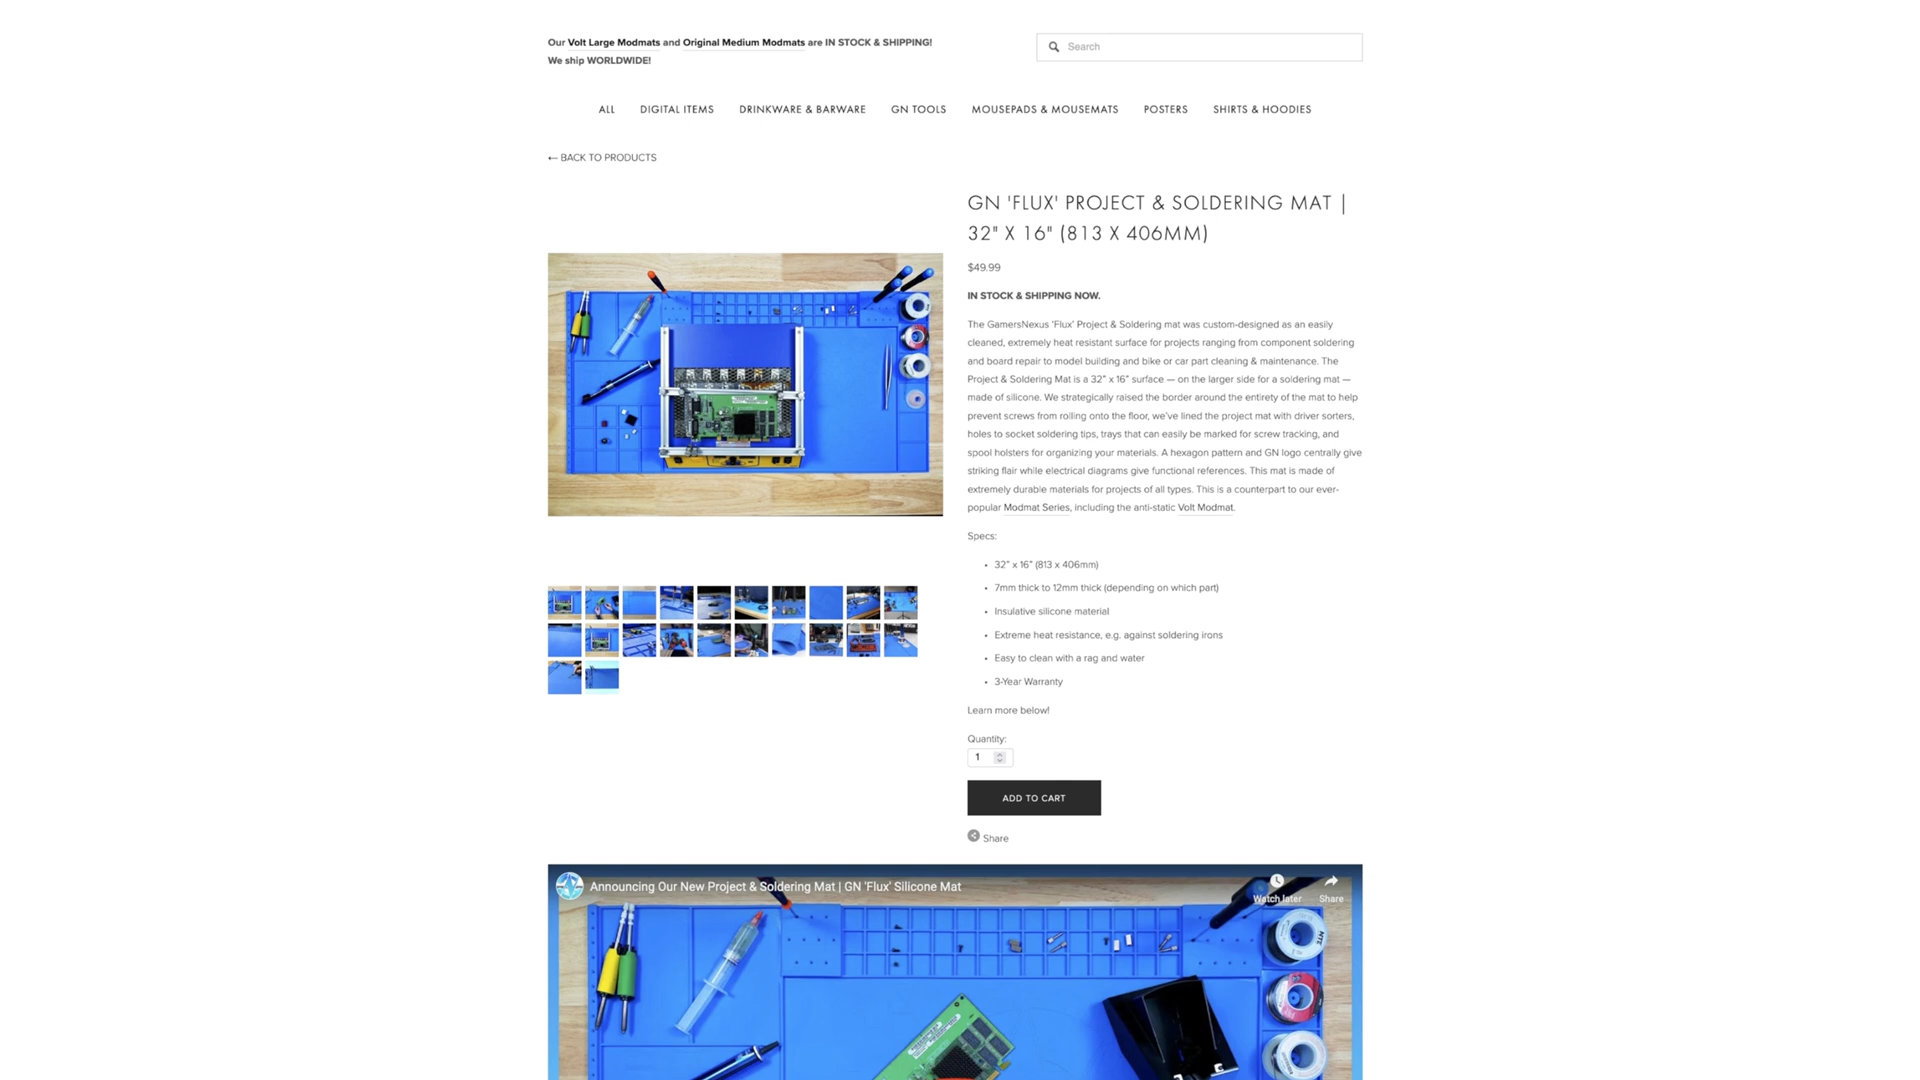 Our Volt Large Modmats and Original Medium Modmats are IN STOCK & SHIPPING!
We ship WORLDWIDE!
Search
ALL DIGITAL ITEMS DRINKWARE & BARWARE GN TOOLS MOUSEPADS & MOUSEMATS POSTERS SHIRTS & HOODIES
← BACK TO PRODUCTS
GN 'FLUX' PROJECT & SOLDERING MAT |
32" X 16" (813 X 406MM)
$49.99
IN STOCK & SHIPPING NOW.
The GamersNexus 'Flux' Project & Soldering mat was custom-designed as an easily
cleaned, extremely heat resistant surface for projects ranging from component soldering
and board repair to model building and bike or car part cleaning & maintenance. The
Project & Soldering Mat is a 32” x 16” surface — on the larger side for a soldering mat —
made of silicone. We strategically raised the border around the entirety of the mat to help
prevent screws from rolling onto the floor, we've lined the project mat with driver sorters,
holes to socket soldering tips, trays that can easily be marked for screw tracking, and
spool holsters for organizing your materials. A hexagon pattern and GN logo centrally give
striking flair while electrical diagrams give functional references. This mat is made of
extremely durable materials for projects of all types. This is a counterpart to our ever-
popular Modmat Series, including the anti-static Volt Modmat.
Specs:
• 32” x 16” (813 x 406mm)
• 7mm thick to 12mm thick (depending on which part)
• Insulative silicone material
• Extreme heat resistance, e.g. against soldering irons
• Easy to clean with a rag and water
• 3-Year Warranty
Learn more below!
Quantity:
1
ADD TO CART
Share
Announcing Our New Project & Soldering Mat | GN 'Flux' Silicone Mat
Watch later Share
NTE